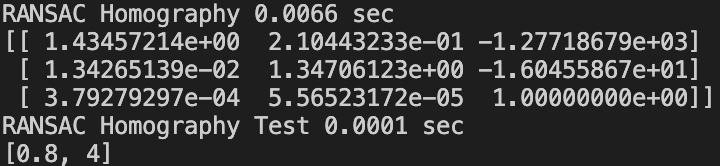 RANSAC Homography 0.0066 sec
[[ 1.43457214e+00 2.10443233e-01 -1.27718679e+03]
[ 1.34265139e-02 1.34706123e+00 -1.60455867e+01]
[ 3.79279297e-04 5.56523172e-05 1.00000000e+00]]
RANSAC Homography Test 0.0001 sec
[0.8, 4]